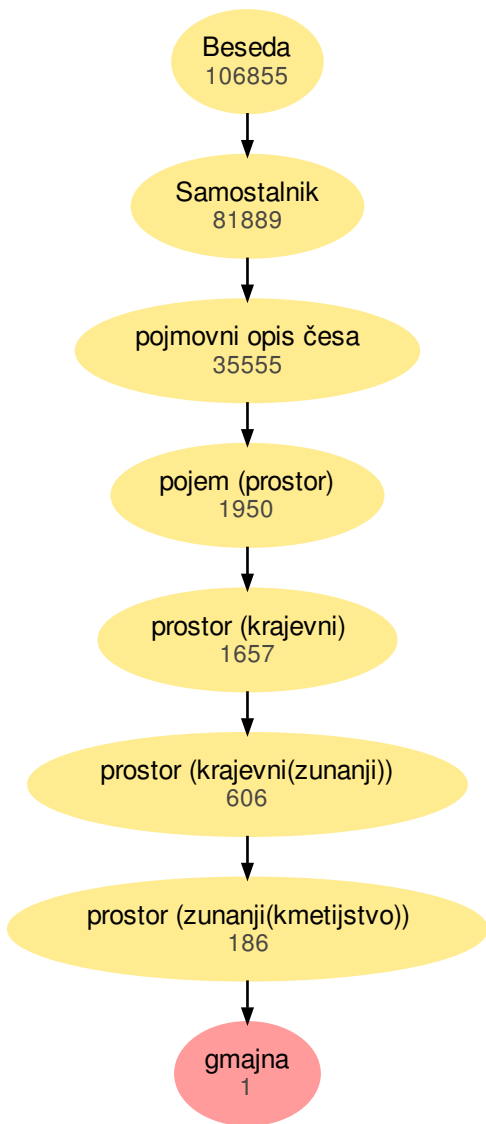 Beseda
106855
Samostalnik
81889
pojmovni opis česa
35555
pojem (prostor)
1950
prostor (krajevni)
1657
prostor (krajevni(zunanji))
606
prostor (zunanji(kmetijstvo))
186
gmajna
1